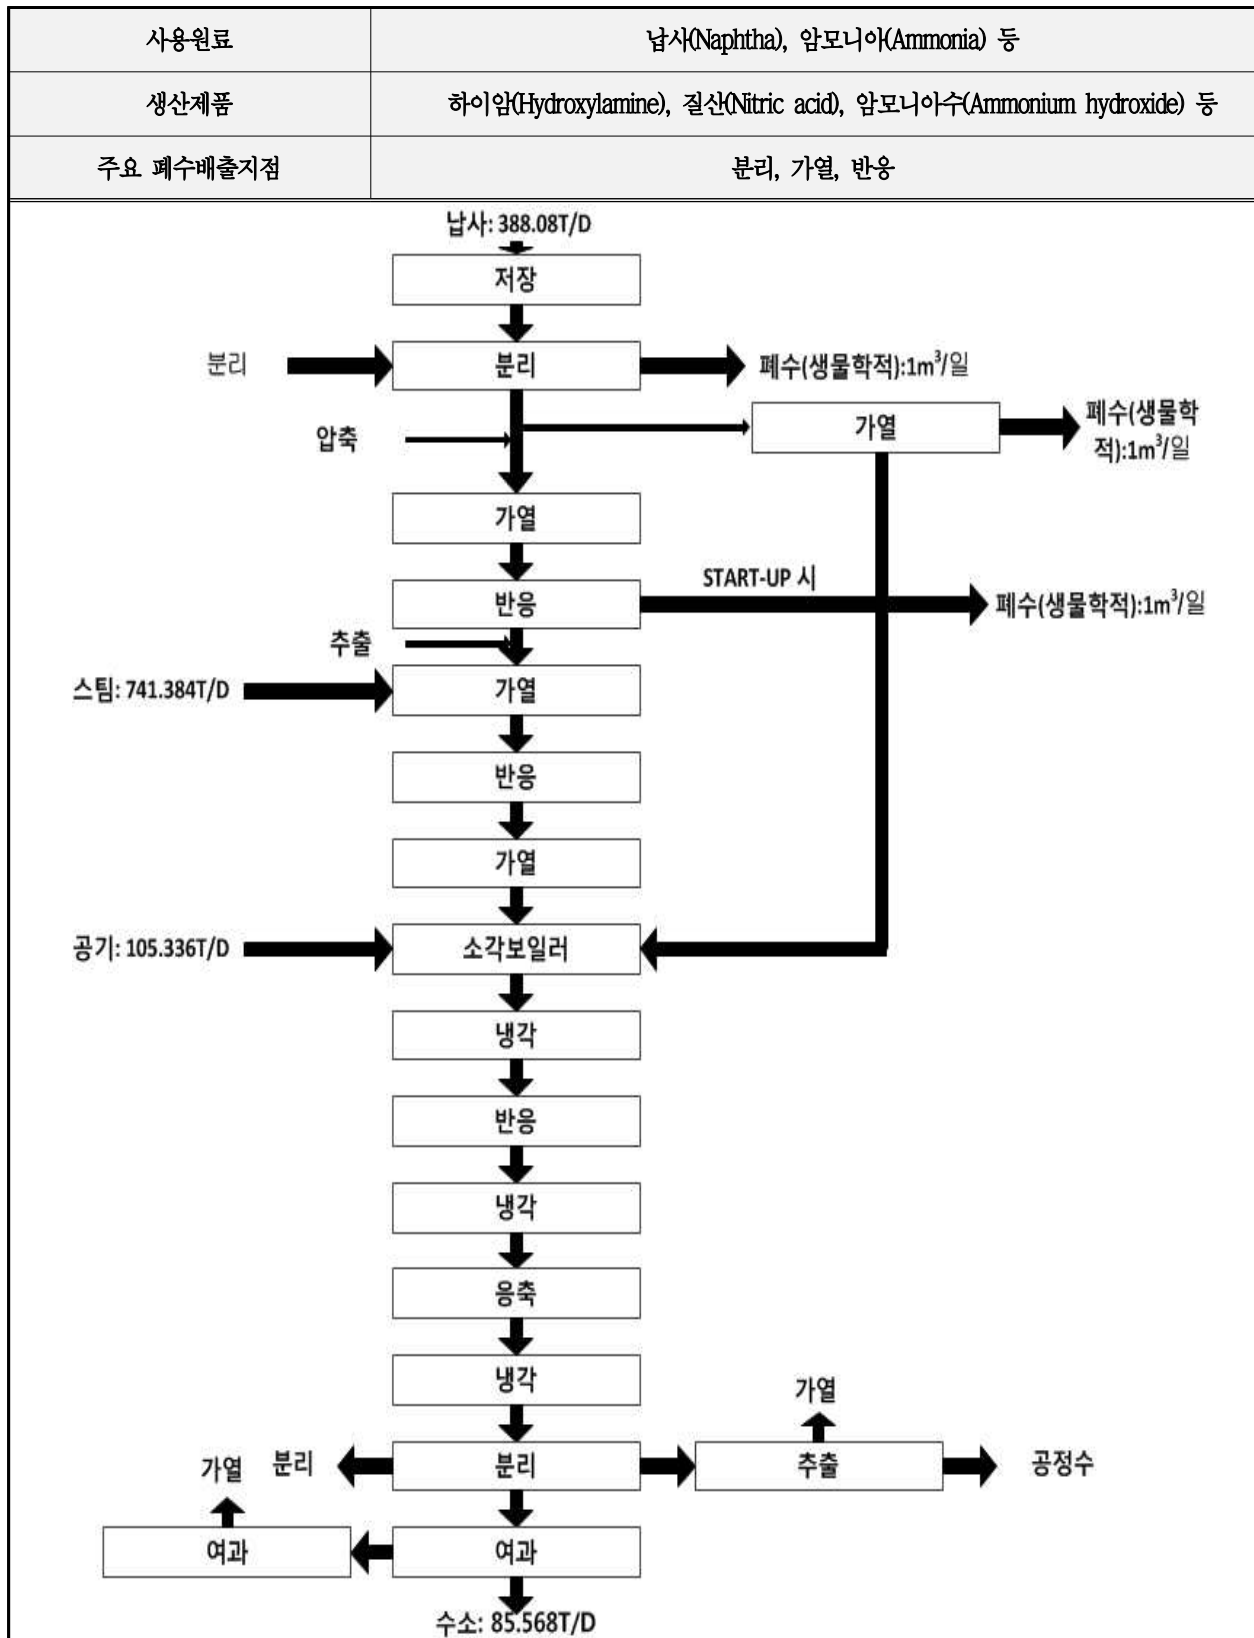 사용원료 납사(Naphtha), 암모니아(Ammonia) 등
생산제품 하이암(Hydroxylamine), 질산(Nitric acid), 암모니아수(Ammonium hydroxide) 등
주요 폐수배출지점 분리, 가열, 반응
납사: 388.08T/D
저장
분리 분리 폐수(생물학적):1m³/일
압축 가열 폐수(생물학
적):1m³/일
가열
START-UP 시
반응 폐수(생물학적):1m³/일
추출
스팀: 741.384T/D 가열
반응
가열
공기: 105.336T/D 소각보일러
냉각
반응
냉각
응축
냉각
가열
가열 분리 분리 추출 공정수
여과 여과
수소: 85.568T/D